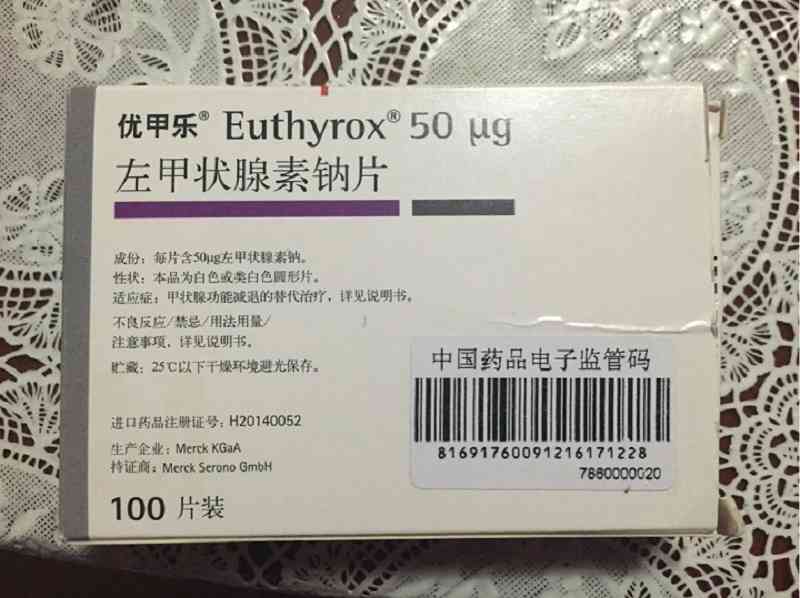 优甲乐® Euthyrox® 50 μg
左甲状腺素钠片
成份：每片含50μg左甲状腺素钠。
性状：本品为白色或类白色圆形片。
适应症：甲状腺功能减退的替代治疗，详见说明书。
不良反应/禁忌/用法用量/
注意事项，详见说明书。
贮藏：25℃以下干燥环境避光保存。
中国药品电子监管码
81691760091216171228
7880000020
进口药品注册证号：H20140052
生产企业：Merck KGaA
持证商：Merck Serono GmbH
100 片装